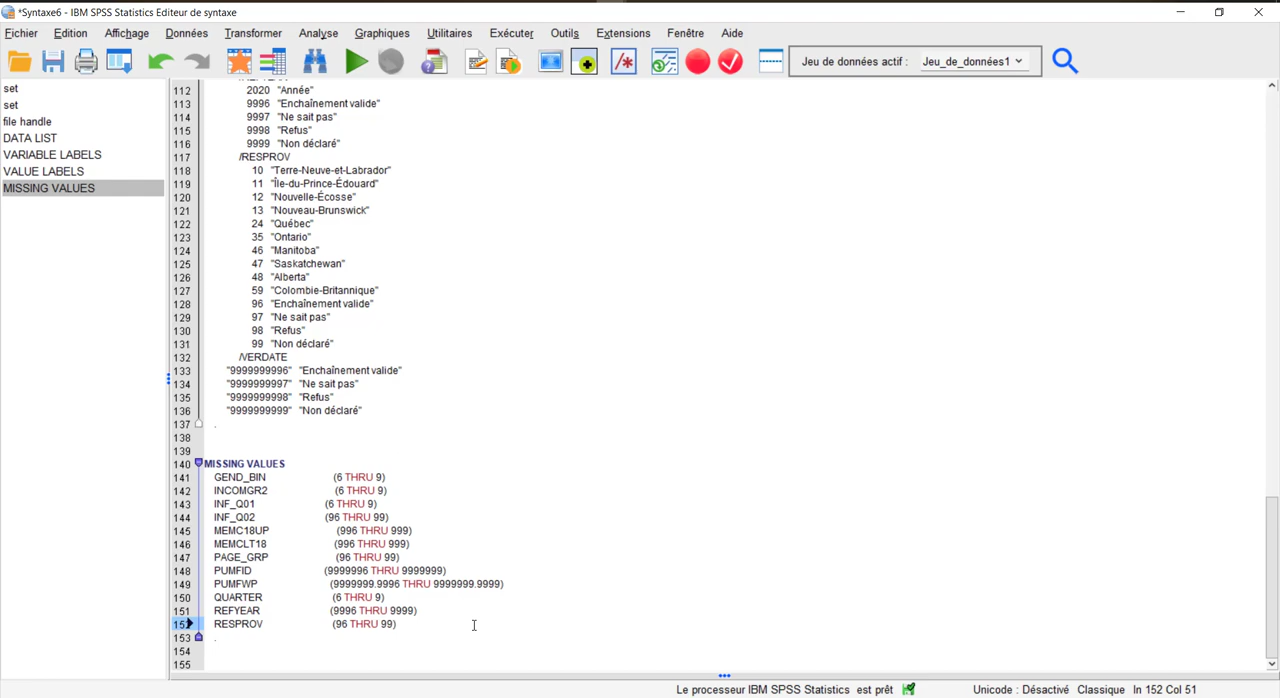 *Syntaxe6 - IBM SPSS Statistics Editeur de syntaxe
Fichier Edition Affichage Données Transformer Analyse Graphiques Utilitaires Exécuter Outils Extensions Fenêtre Aide
Jeu de données actif : Jeu_de_données1
set
set
file handle
DATA LIST
VARIABLE LABELS
VALUE LABELS
MISSING VALUES
112 2020 "Année"
113 9996 "Enchaînement valide"
114 9997 "Ne sait pas"
115 9998 "Refus"
116 9999 "Non déclaré"
117 /RESPROV
118 10 "Terre-Neuve-et-Labrador"
119 11 "Île-du-Prince-Édouard"
120 12 "Nouvelle-Écosse"
121 13 "Nouveau-Brunswick"
122 24 "Québec"
123 35 "Ontario"
124 46 "Manitoba"
125 47 "Saskatchewan"
126 48 "Alberta"
127 59 "Colombie-Britannique"
128 96 "Enchaînement valide"
129 97 "Ne sait pas"
130 98 "Refus"
131 99 "Non déclaré"
132 /VERDATE
133 "9999999996" "Enchaînement valide"
134 "9999999997" "Ne sait pas"
135 "9999999998" "Refus"
136 "9999999999" "Non déclaré"
137 .
138
139
140 MISSING VALUES
141 GEND_BIN (6 THRU 9)
142 INCOMGR2 (6 THRU 9)
143 INF_Q01 (6 THRU 9)
144 INF_Q02 (96 THRU 99)
145 MEMC18UP (996 THRU 999)
146 MEMCLT18 (996 THRU 999)
147 PAGE_GRP (96 THRU 99)
148 PUMFID (9999996 THRU 9999999)
149 PUMFWP (9999999.9996 THRU 9999999.9999)
150 QUARTER (6 THRU 9)
151 REFYEAR (9996 THRU 9999)
152 RESPROV (96 THRU 99)
153 .
154
155
Le processeur IBM SPSS Statistics est prêt Unicode : Désactivé Classique In 152 Col 51